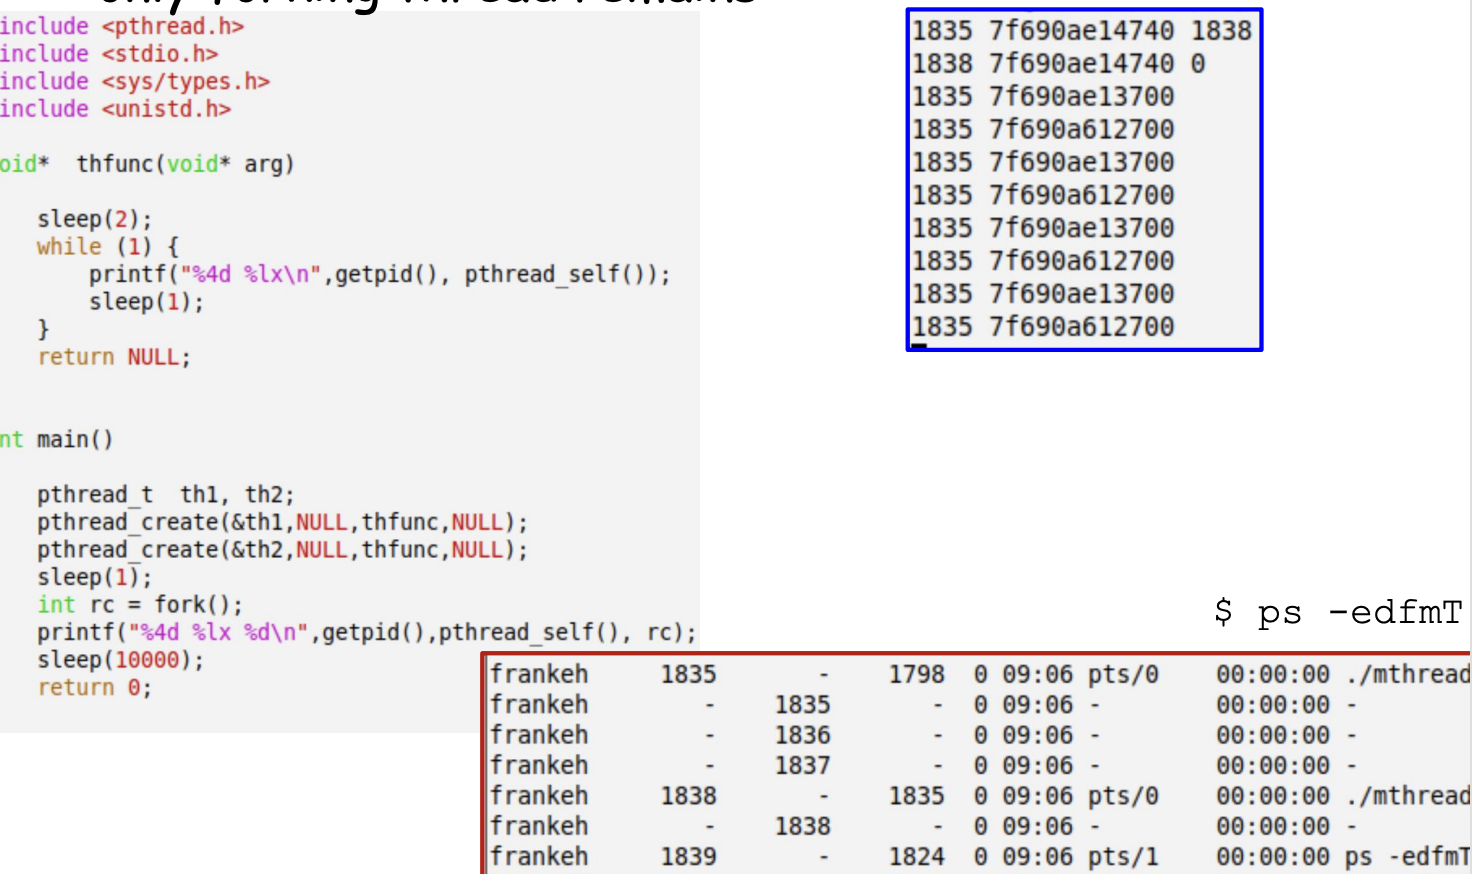 only forking thread remains
include <pthread.h>
include <stdio.h>
include <sys/types.h>
include <unistd.h>
oid*  thfunc(void* arg)
    sleep(2);
    while (1) {
        printf("%4d %lx\n",getpid(), pthread_self());
        sleep(1);
    }
    return NULL;
nt main()
    pthread_t  th1, th2;
    pthread_create(&th1,NULL,thfunc,NULL);
    pthread_create(&th2,NULL,thfunc,NULL);
    sleep(1);
    int rc = fork();
    printf("%4d %lx %d\n",getpid(),pthread_self(), rc);
    sleep(10000);
    return 0;
1835 7f690ae14740 1838
1838 7f690ae14740 0
1835 7f690ae13700
1835 7f690a612700
1835 7f690ae13700
1835 7f690a612700
1835 7f690ae13700
1835 7f690a612700
1835 7f690ae13700
1835 7f690a612700
$ ps -edfmT
frankeh 1835 - 1798 0 09:06 pts/0 00:00:00 ./mthread
frankeh - 1835 - 0 09:06 - 00:00:00 -
frankeh - 1836 - 0 09:06 - 00:00:00 -
frankeh - 1837 - 0 09:06 - 00:00:00 -
frankeh 1838 - 1835 0 09:06 pts/0 00:00:00 ./mthread
frankeh - 1838 - 0 09:06 - 00:00:00 -
frankeh 1839 - 1824 0 09:06 pts/1 00:00:00 ps -edfmT